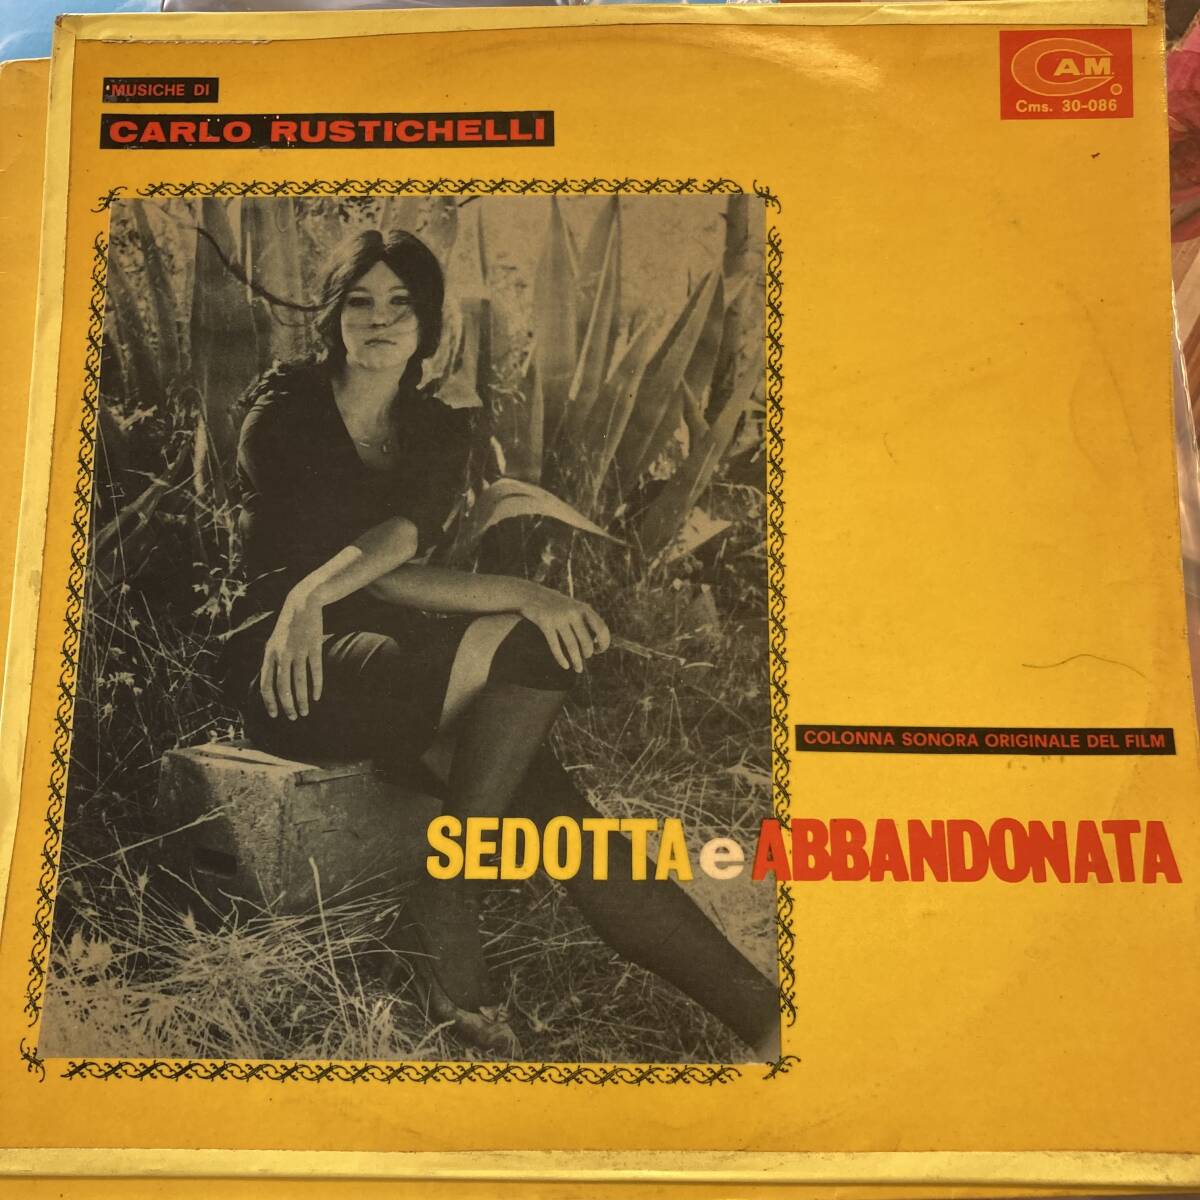 MUSICHE DI
CARLO RUSTICHELLI
CAM
Cms. 30-086
COLONNA SONORA ORIGINALE DEL FILM
SEDOTTA e ABBANDONATA